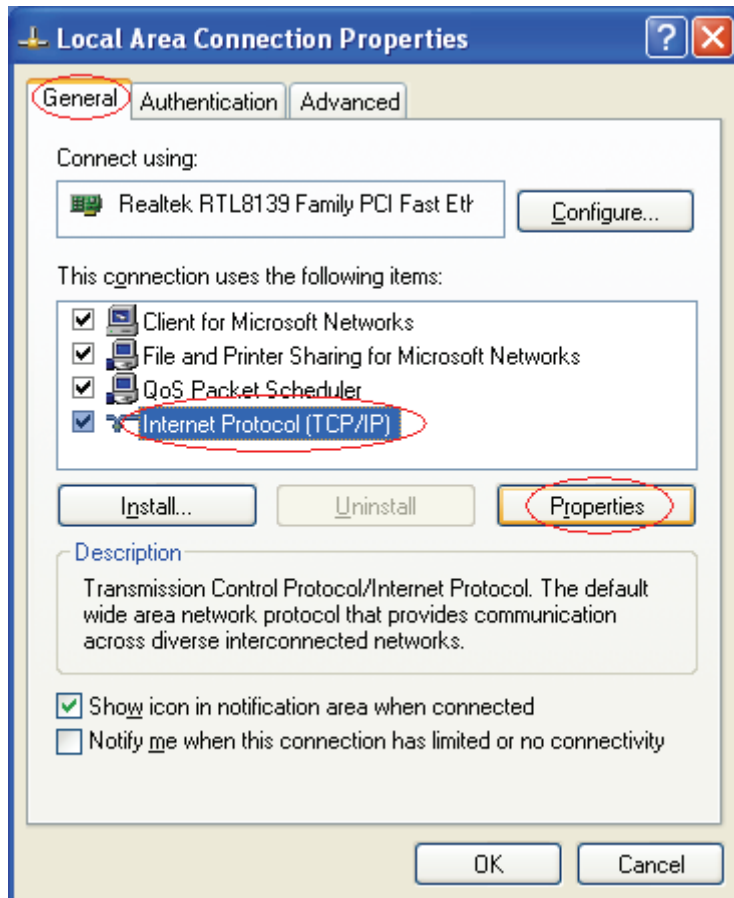 Local Area Connection Properties
General Authentication Advanced
Connect using:
Realtek RTL8139 Family PCI Fast Eth
Configure...
This connection uses the following items:
Client for Microsoft Networks
File and Printer Sharing for Microsoft Networks
QoS Packet Scheduler
Internet Protocol (TCP/IP)
Install... Uninstall Properties
Description
Transmission Control Protocol/Internet Protocol. The default
wide area network protocol that provides communication
across diverse interconnected networks.
Show icon in notification area when connected
Notify me when this connection has limited or no connectivity
OK Cancel